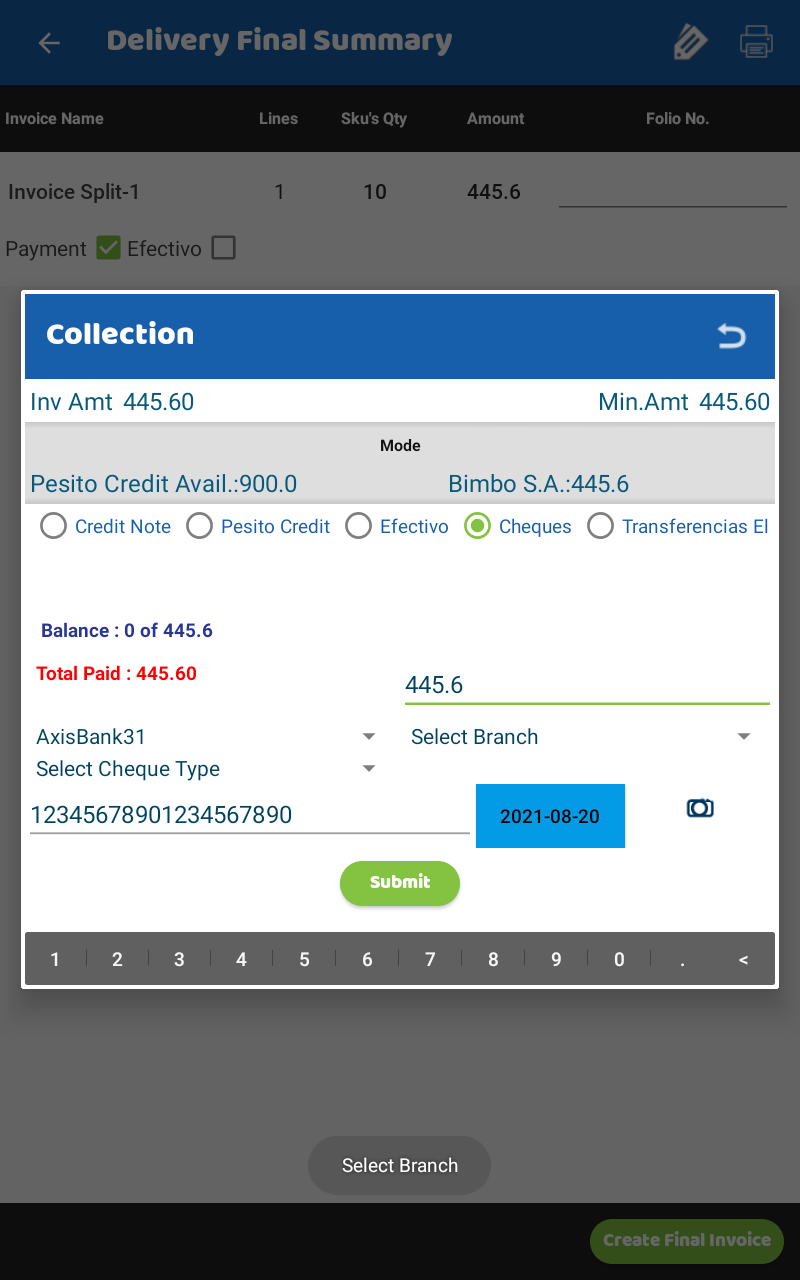 Delivery Final Summary
Invoice Name Lines Sku's Qty Amount Folio No.
Invoice Split-1 1 10 445.6
Payment Efectivo
Collection
Inv Amt 445.60 Min.Amt 445.60
Mode
Pesito Credit Avail.:900.0 Bimbo S.A.:445.6
Credit Note Pesito Credit Efectivo Cheques Transferencias El
Balance : 0 of 445.6
Total Paid : 445.60
445.6
AxisBank31 Select Branch
Select Cheque Type
12345678901234567890 2021-08-20
Submit
1 2 3 4 5 6 7 8 9 0 . <
Select Branch
Create Final Invoice